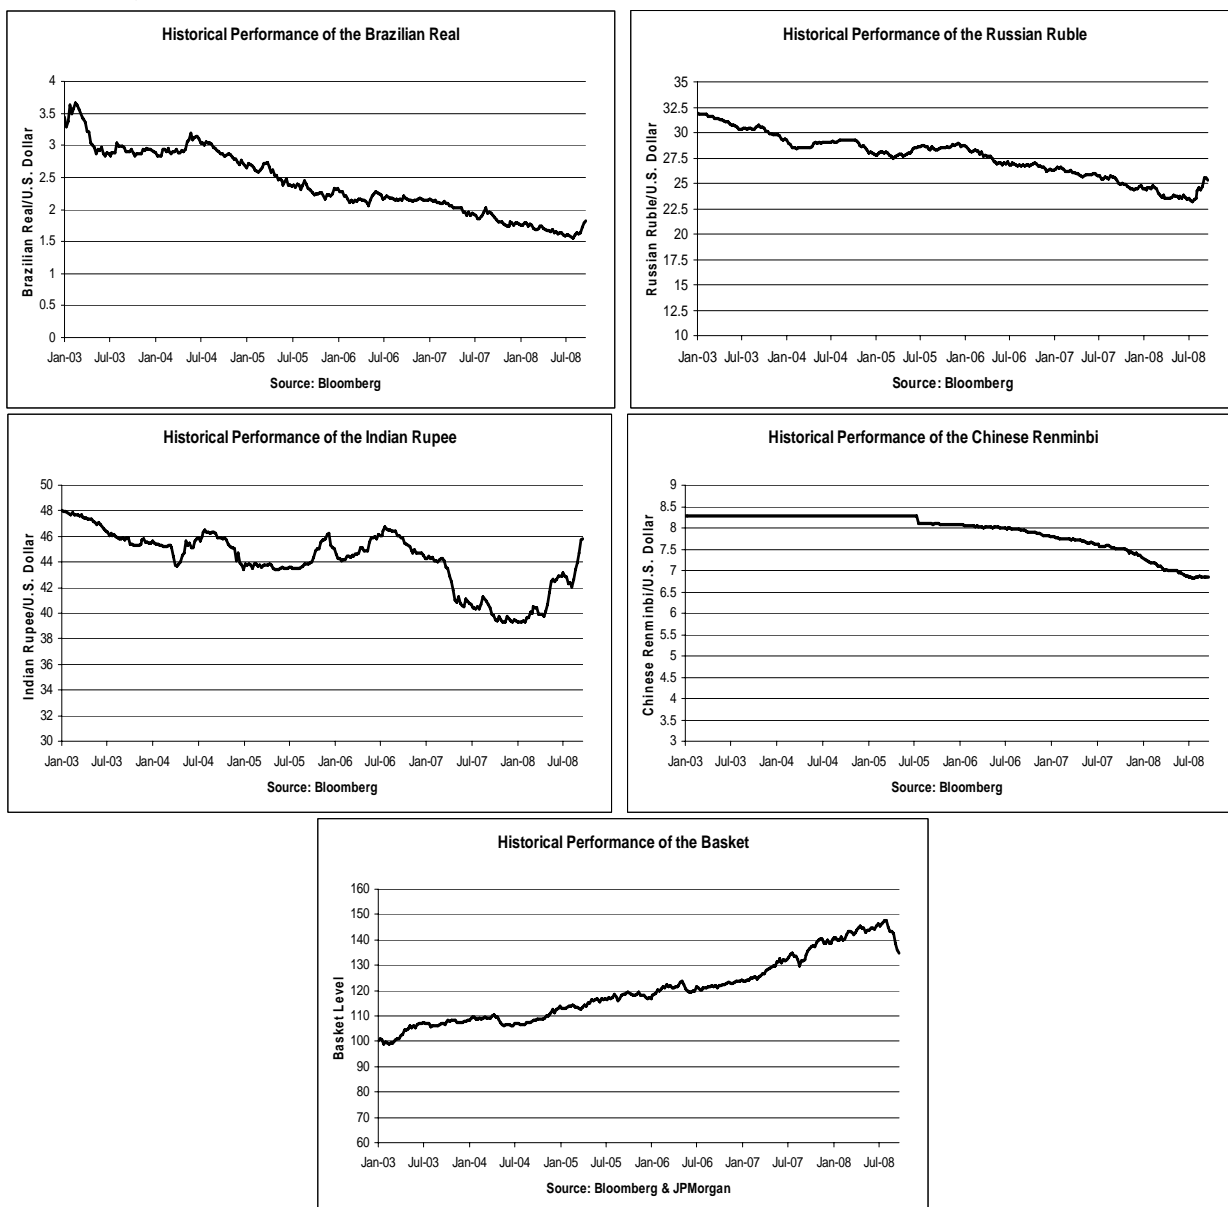 Historical Performance of the Brazilian Real
Brazilian Real/U.S. Dollar
4
3.5
3
2.5
2
1.5
1
0.5
0
Jan-03 Jul-03 Jan-04 Jul-04 Jan-05 Jul-05 Jan-06 Jul-06 Jan-07 Jul-07 Jan-08 Jul-08
Source: Bloomberg
Historical Performance of the Russian Ruble
Russian Ruble/U.S. Dollar
35
32.5
30
27.5
25
22.5
20
17.5
15
12.5
10
Jan-03 Jul-03 Jan-04 Jul-04 Jan-05 Jul-05 Jan-06 Jul-06 Jan-07 Jul-07 Jan-08 Jul-08
Source: Bloomberg
Historical Performance of the Indian Rupee
Indian Rupee/U.S. Dollar
50
48
46
44
42
40
38
36
34
32
30
Jan-03 Jul-03 Jan-04 Jul-04 Jan-05 Jul-05 Jan-06 Jul-06 Jan-07 Jul-07 Jan-08 Jul-08
Source: Bloomberg
Historical Performance of the Chinese Renminbi
Chinese Renminbi/U.S. Dollar
9
8.5
8
7.5
7
6.5
6
5.5
5
4.5
4
3.5
3
Jan-03 Jul-03 Jan-04 Jul-04 Jan-05 Jul-05 Jan-06 Jul-06 Jan-07 Jul-07 Jan-08 Jul-08
Source: Bloomberg
Historical Performance of the Basket
Basket Level
160
150
140
130
120
110
100
90
80
70
60
Jan-03 Jul-03 Jan-04 Jul-04 Jan-05 Jul-05 Jan-06 Jul-06 Jan-07 Jul-07 Jan-08 Jul-08
Source: Bloomberg & JPMorgan